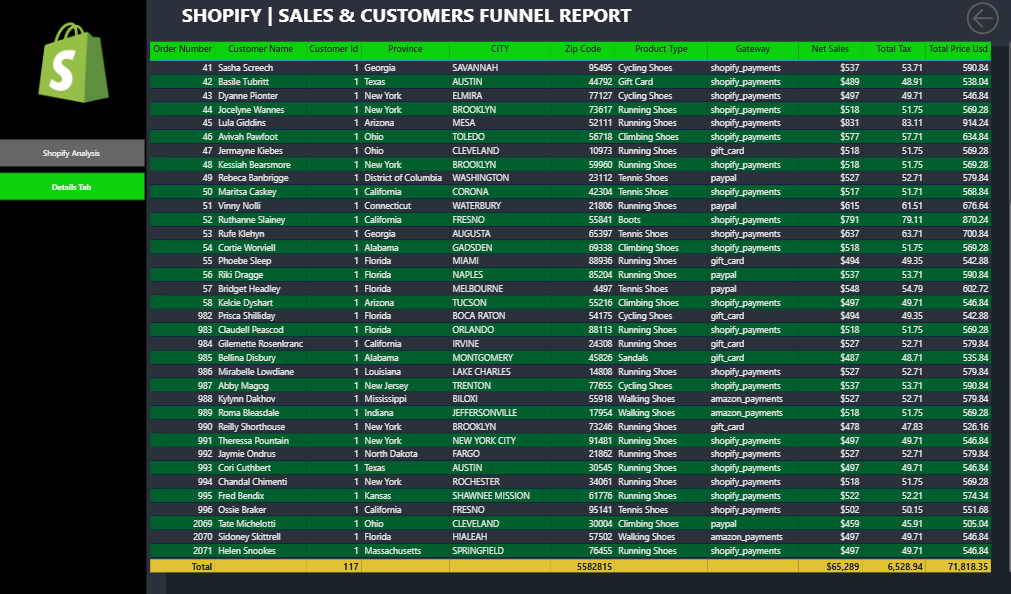 SHOPIFY | SALES & CUSTOMERS FUNNEL REPORT
S
Shopify Analysis
Details Tab
Order Number Customer Name Customer Id Province CITY Zip Code Product Type Gateway Net Sales Total Tax Total Price Usd
41 Sasha Screech 1 Georgia SAVANNAH 95495 Cycling Shoes shopify_payments $537 53.71 590.84
42 Basile Tubritt 1 Texas AUSTIN 44792 Gift Card shopify_payments $489 48.91 538.04
43 Dyanne Pionter 1 New York ELMIRA 77127 Cycling Shoes shopify_payments $497 49.71 546.84
44 Jocelyne Wannes 1 New York BROOKLYN 73617 Running Shoes shopify_payments $518 51.75 569.28
45 Lula Giddins 1 Arizona MESA 52111 Running Shoes shopify_payments $831 83.11 914.24
46 Avivah Pawfoot 1 Ohio TOLEDO 56718 Climbing Shoes shopify_payments $577 57.71 634.84
47 Jermayne Kiebes 1 Ohio CLEVELAND 10973 Running Shoes gift_card $518 51.75 569.28
48 Kessiah Bearsmore 1 New York BROOKLYN 59960 Running Shoes shopify_payments $518 51.75 569.28
49 Rebeca Banbrigge 1 District of Columbia WASHINGTON 23112 Tennis Shoes paypal $527 52.71 579.84
50 Maritsa Caskey 1 California CORONA 42304 Tennis Shoes shopify_payments $517 51.71 568.84
51 Vinny Nolli 1 Connecticut WATERBURY 21806 Running Shoes paypal $615 61.51 676.64
52 Ruthanne Slainey 1 California FRESNO 55841 Boots shopify_payments $791 79.11 870.24
53 Rufe Klehyn 1 Georgia AUGUSTA 65397 Tennis Shoes shopify_payments $637 63.71 700.84
54 Cortie Worviell 1 Alabama GADSDEN 69338 Climbing Shoes shopify_payments $518 51.75 569.28
55 Phoebe Sleep 1 Florida MIAMI 88936 Running Shoes gift_card $494 49.35 542.88
56 Riki Dragge 1 Florida NAPLES 85204 Running Shoes paypal $537 53.71 590.84
57 Bridget Headley 1 Florida MELBOURNE 4497 Tennis Shoes paypal $548 54.79 602.72
58 Kelcie Dyshart 1 Arizona TUCSON 55216 Climbing Shoes shopify_payments $497 49.71 546.84
982 Prisca Shilliday 1 Florida BOCA RATON 54175 Cycling Shoes gift_card $494 49.35 542.88
983 Claudell Peascod 1 Florida ORLANDO 88113 Running Shoes shopify_payments $518 51.75 569.28
984 Gilemette Rosenkranc 1 California IRVINE 24308 Running Shoes gift_card $527 52.71 579.84
985 Bellina Disbury 1 Alabama MONTGOMERY 45826 Sandals gift_card $487 48.71 535.84
986 Mirabelle Lowdiane 1 Louisiana LAKE CHARLES 14808 Running Shoes shopify_payments $527 52.71 579.84
987 Abby Magog 1 New Jersey TRENTON 77655 Cycling Shoes shopify_payments $537 53.71 590.84
988 Kylynn Dakhov 1 Mississippi BILOXI 55918 Walking Shoes amazon_payments $527 52.71 579.84
989 Roma Bleasdale 1 Indiana JEFFERSONVILLE 17954 Walking Shoes amazon_payments $518 51.75 569.28
990 Reilly Shorthouse 1 New York BROOKLYN 73246 Running Shoes gift_card $478 47.83 526.16
991 Theressa Pountain 1 New York NEW YORK CITY 91481 Running Shoes shopify_payments $497 49.71 546.84
992 Jaymie Ondrus 1 North Dakota FARGO 21862 Running Shoes shopify_payments $527 52.71 579.84
993 Cori Cuthbert 1 Texas AUSTIN 30545 Running Shoes shopify_payments $497 49.71 546.84
994 Chandal Chimenti 1 New York ROCHESTER 34061 Running Shoes shopify_payments $518 51.75 569.28
995 Fred Bendix 1 Kansas SHAWNEE MISSION 61776 Running Shoes shopify_payments $522 52.21 574.34
996 Ossie Braker 1 California FRESNO 95141 Tennis Shoes shopify_payments $502 50.15 551.68
2069 Tate Michelotti 1 Ohio CLEVELAND 30004 Climbing Shoes paypal $459 45.91 505.04
2070 Sidoney Skittrell 1 Florida HIALEAH 57502 Walking Shoes amazon_payments $497 49.71 546.84
2071 Helen Snookes 1 Massachusetts SPRINGFIELD 76455 Running Shoes shopify_payments $497 49.71 546.84
Total 117 5582815 $65,289 6,528.94 71,818.35